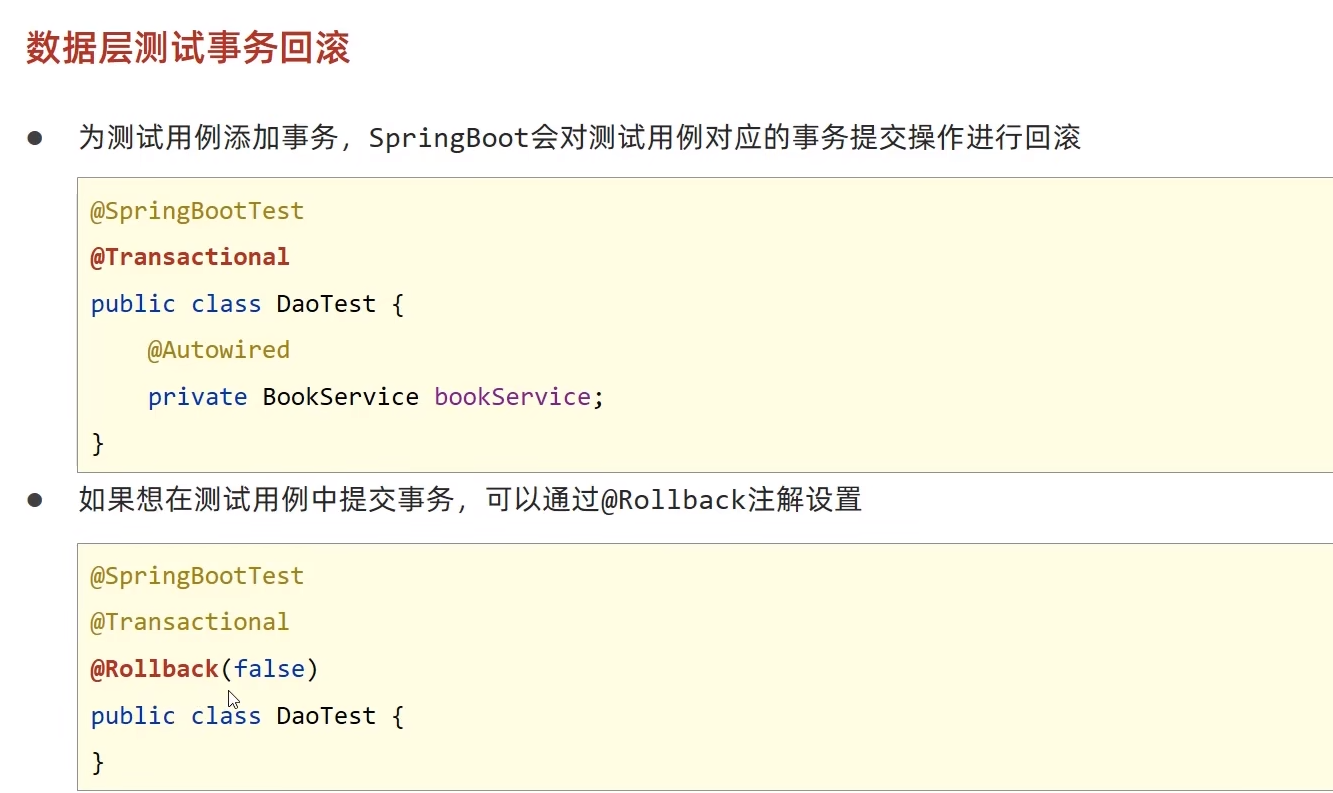 数据层测试事务回滚
● 为测试用例添加事务，SpringBoot会对测试用例对应的事务提交操作进行回滚
@SpringBootTest
@Transactional
public class DaoTest {
    @Autowired
    private BookService bookService;
}
● 如果想在测试用例中提交事务，可以通过@Rollback注解设置
@SpringBootTest
@Transactional
@Rollback(false)
public class DaoTest {
}